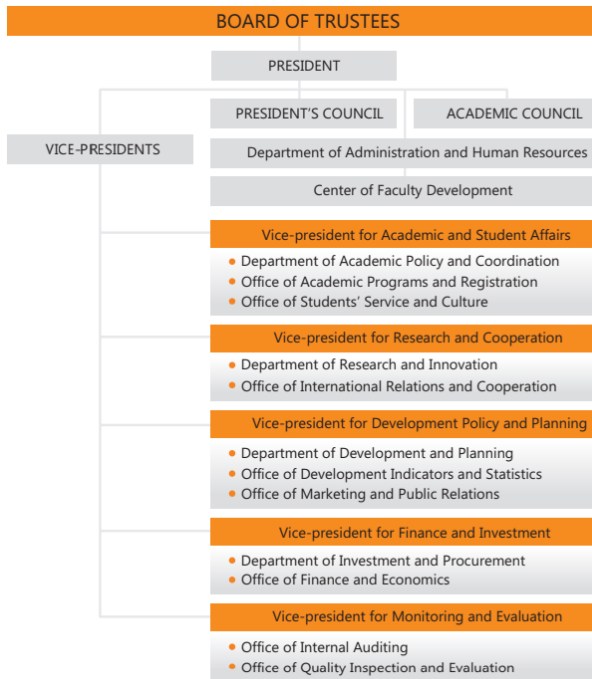 BOARD OF TRUSTEES
PRESIDENT
PRESIDENT'S COUNCIL
ACADEMIC COUNCIL
VICE-PRESIDENTS
Department of Administration and Human Resources
Center of Faculty Development
Vice-president for Academic and Student Affairs
• Department of Academic Policy and Coordination
• Office of Academic Programs and Registration
• Office of Students' Service and Culture
Vice-president for Research and Cooperation
• Department of Research and Innovation
• Office of International Relations and Cooperation
Vice-president for Development Policy and Planning
• Department of Development and Planning
• Office of Development Indicators and Statistics
• Office of Marketing and Public Relations
Vice-president for Finance and Investment
• Department of Investment and Procurement
• Office of Finance and Economics
Vice-president for Monitoring and Evaluation
• Office of Internal Auditing
• Office of Quality Inspection and Evaluation